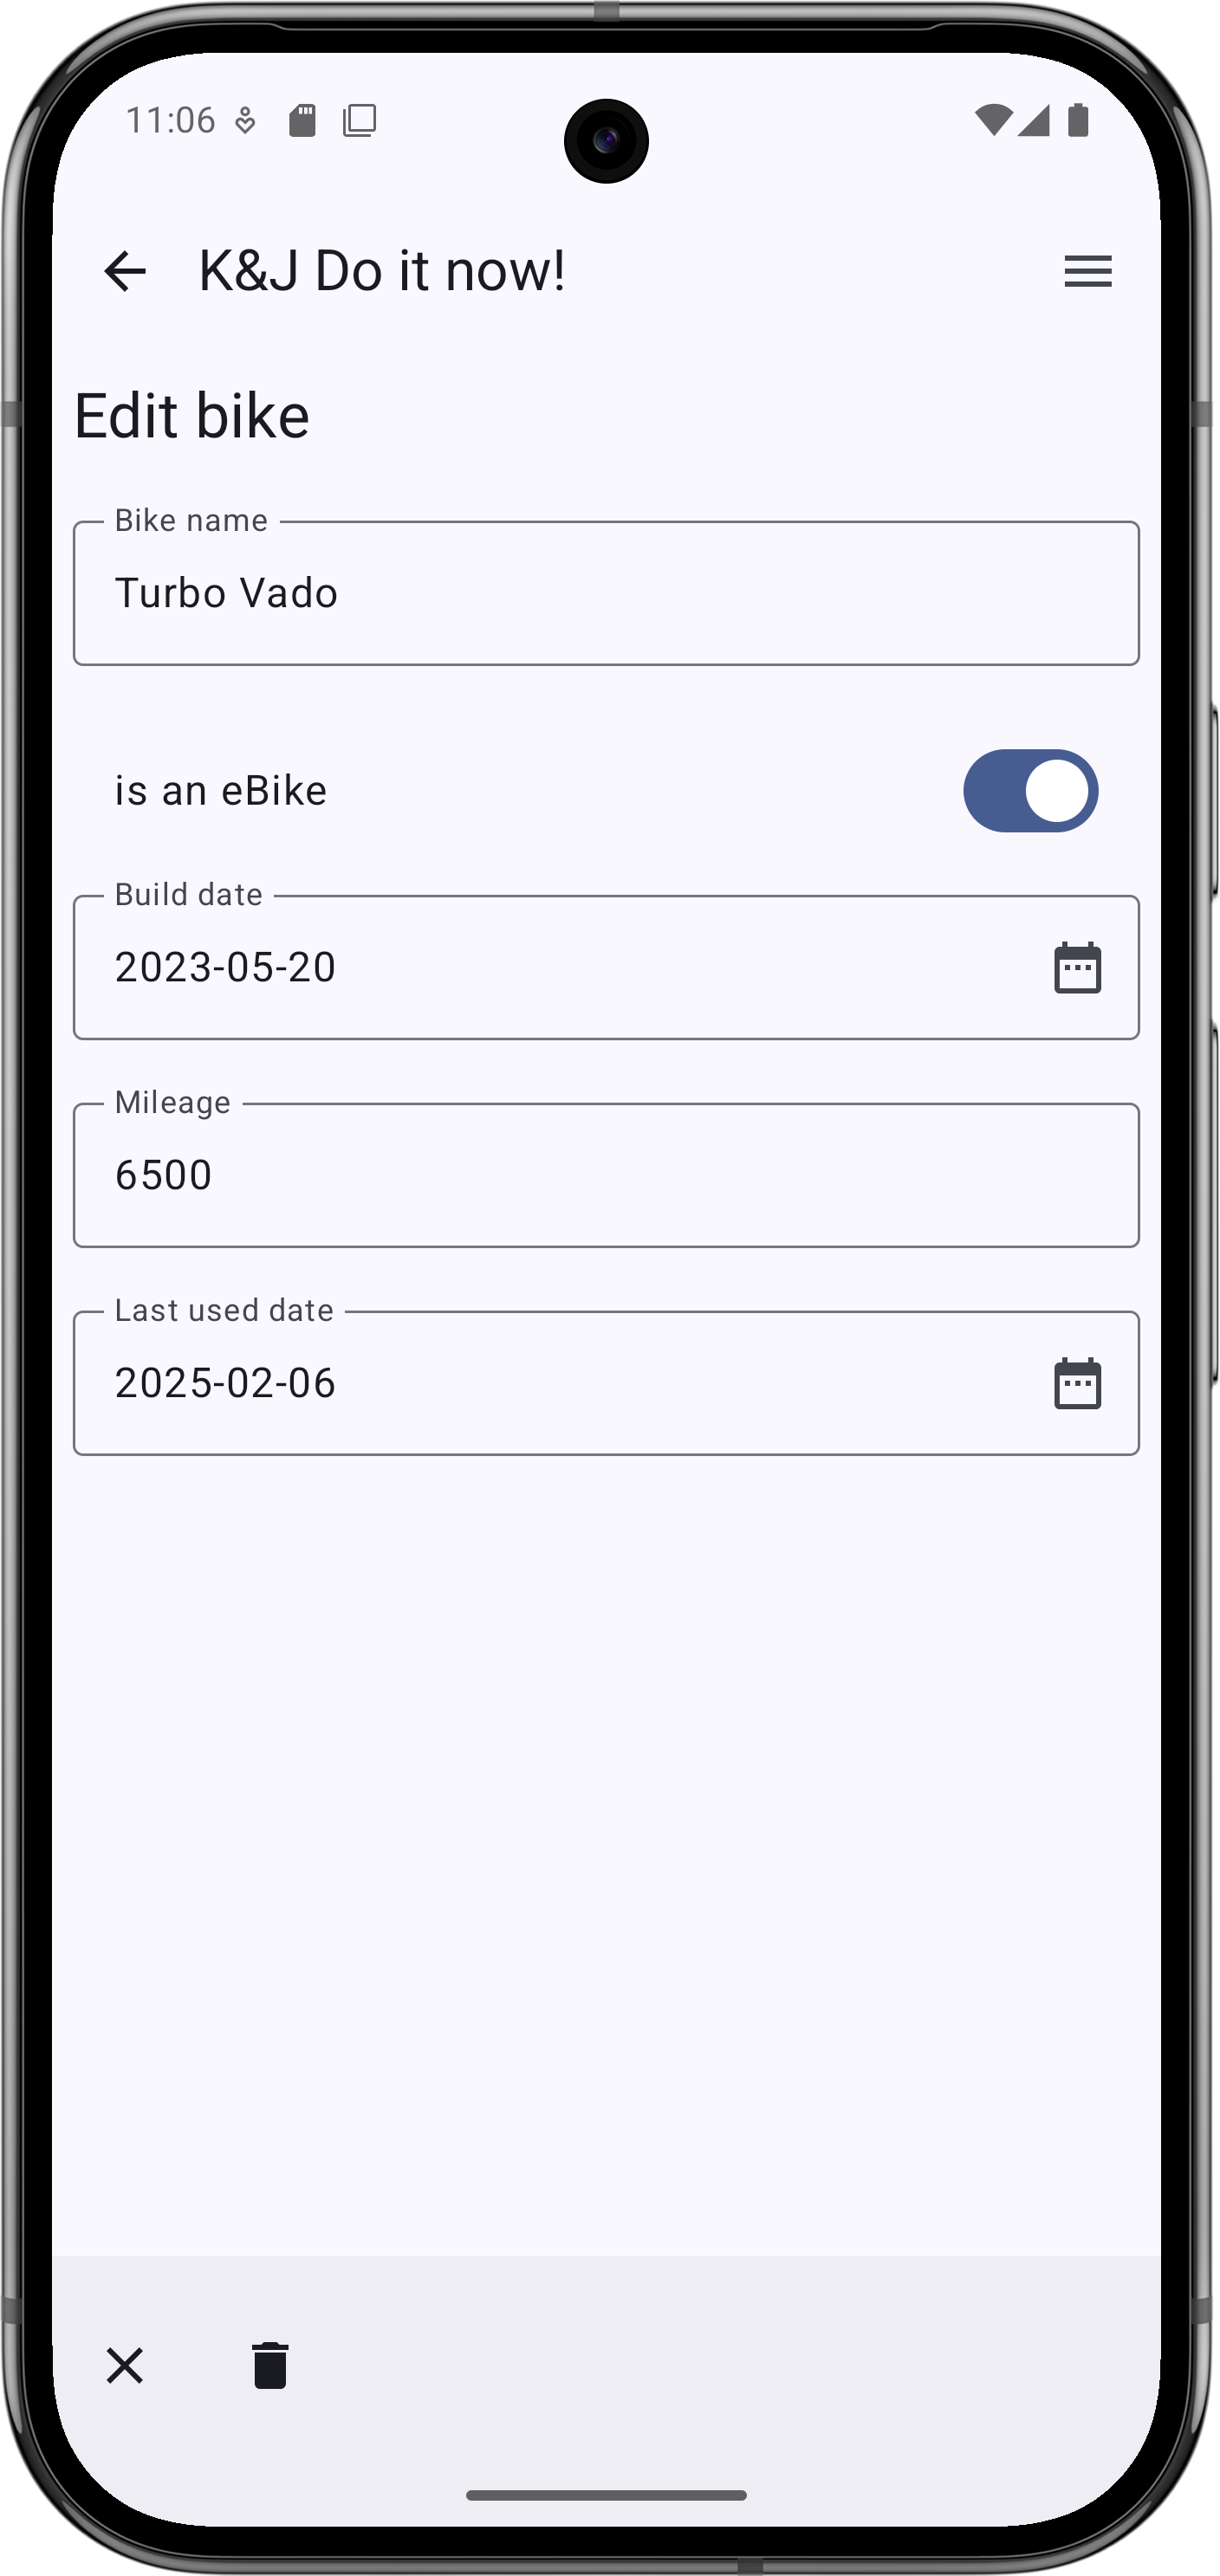 11:06
K&J Do it now!
Edit bike
Bike name
Turbo Vado
is an eBike
Build date
2023-05-20
Mileage
6500
Last used date
2025-02-06